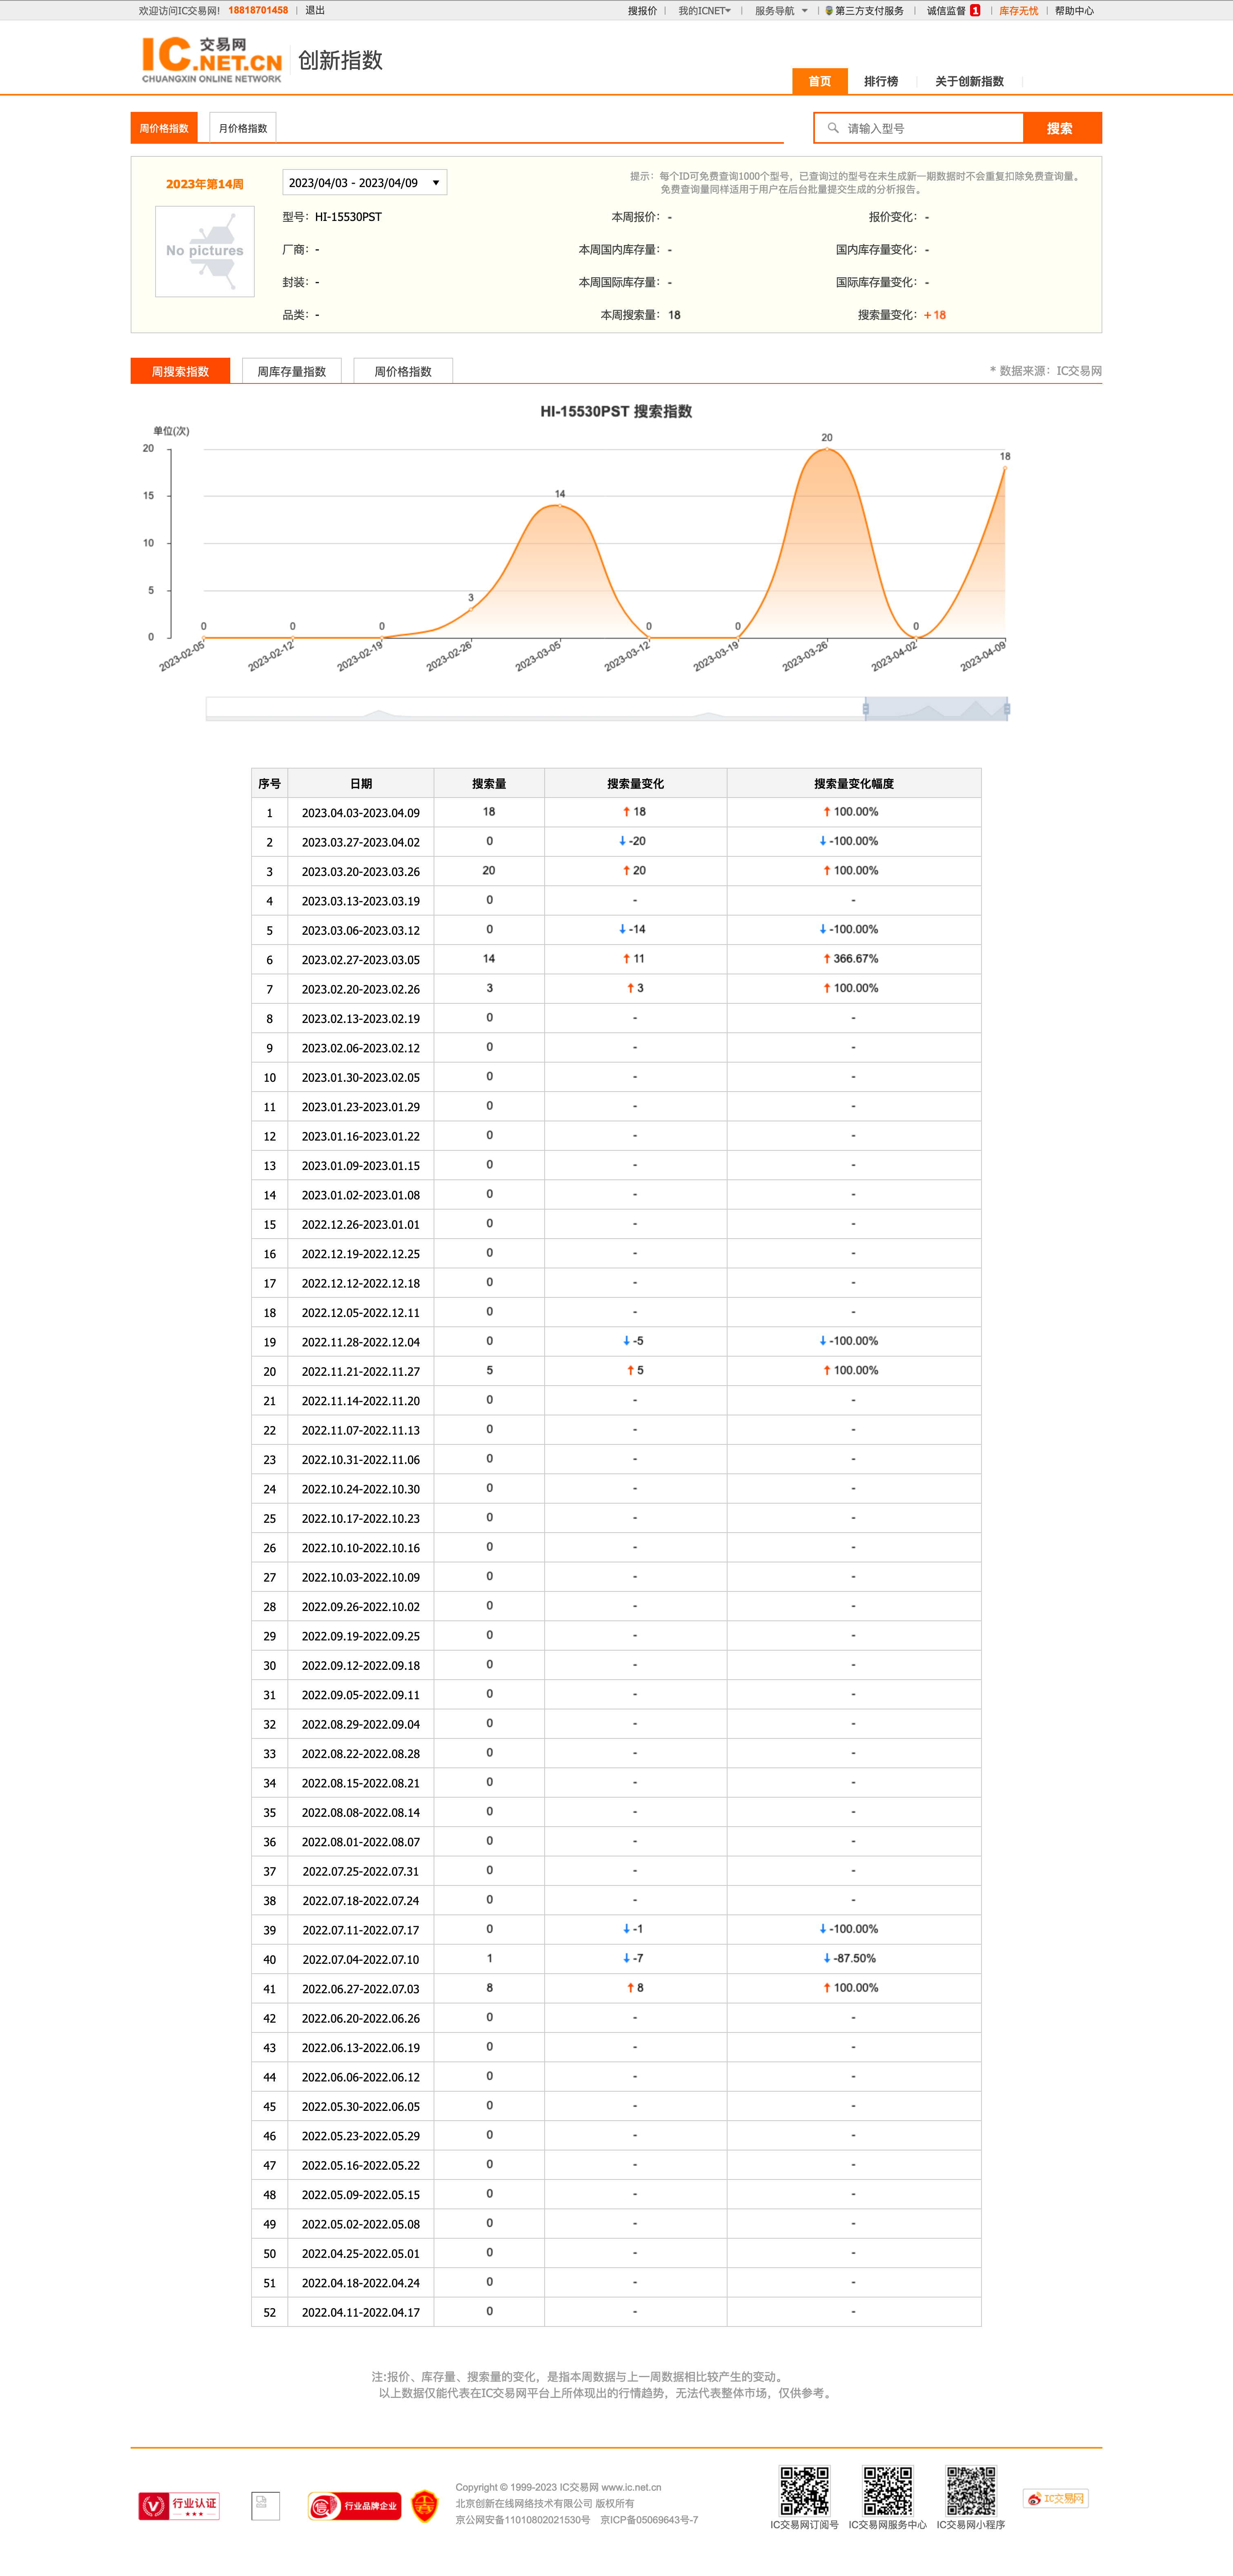 欢迎访问IC交易网! 18818701458 | 退出 搜报价 | 我的ICNET | 服务导航 | 第三方支付服务 | 诚信监督 1 | 库存无忧 | 帮助中心
IC 交易网
.NET.CN
CHUANGXIN ONLINE NETWORK
创新指数
首页 排行榜 关于创新指数
周价格指数 月价格指数 请输入型号 搜索
2023年第14周 2023/04/03 - 2023/04/09 ▼
提示：每个ID可免费查询1000个型号，已查询过的型号在未生成新一期数据时不会重复扣除免费查询量。
免费查询量同样适用于用户在后台批量提交生成的分析报告。
No pictures
型号：HI-15530PST 本周报价：- 报价变化：-
厂商：- 本周国内库存量：- 国内库存量变化：-
封装：- 本周国际库存量：- 国际库存量变化：-
品类：- 本周搜索量：18 搜索量变化：+18
周搜索指数 周库存量指数 周价格指数 * 数据来源：IC交易网
HI-15530PST 搜索指数
单位(次)
20
15
10
5
0
0 0 0 3 14 0 0 20 0 18
2023-02-05 2023-02-12 2023-02-19 2023-02-26 2023-03-05 2023-03-12 2023-03-19 2023-03-26 2023-04-02 2023-04-09
序号 日期 搜索量 搜索量变化 搜索量变化幅度
1 2023.04.03-2023.04.09 18 ↑18 ↑100.00%
2 2023.03.27-2023.04.02 0 ↓-20 ↓-100.00%
3 2023.03.20-2023.03.26 20 ↑20 ↑100.00%
4 2023.03.13-2023.03.19 0 - -
5 2023.03.06-2023.03.12 0 ↓-14 ↓-100.00%
6 2023.02.27-2023.03.05 14 ↑11 ↑366.67%
7 2023.02.20-2023.02.26 3 ↑3 ↑100.00%
8 2023.02.13-2023.02.19 0 - -
9 2023.02.06-2023.02.12 0 - -
10 2023.01.30-2023.02.05 0 - -
11 2023.01.23-2023.01.29 0 - -
12 2023.01.16-2023.01.22 0 - -
13 2023.01.09-2023.01.15 0 - -
14 2023.01.02-2023.01.08 0 - -
15 2022.12.26-2023.01.01 0 - -
16 2022.12.19-2022.12.25 0 - -
17 2022.12.12-2022.12.18 0 - -
18 2022.12.05-2022.12.11 0 - -
19 2022.11.28-2022.12.04 0 ↓-5 ↓-100.00%
20 2022.11.21-2022.11.27 5 ↑5 ↑100.00%
21 2022.11.14-2022.11.20 0 - -
22 2022.11.07-2022.11.13 0 - -
23 2022.10.31-2022.11.06 0 - -
24 2022.10.24-2022.10.30 0 - -
25 2022.10.17-2022.10.23 0 - -
26 2022.10.10-2022.10.16 0 - -
27 2022.10.03-2022.10.09 0 - -
28 2022.09.26-2022.10.02 0 - -
29 2022.09.19-2022.09.25 0 - -
30 2022.09.12-2022.09.18 0 - -
31 2022.09.05-2022.09.11 0 - -
32 2022.08.29-2022.09.04 0 - -
33 2022.08.22-2022.08.28 0 - -
34 2022.08.15-2022.08.21 0 - -
35 2022.08.08-2022.08.14 0 - -
36 2022.08.01-2022.08.07 0 - -
37 2022.07.25-2022.07.31 0 - -
38 2022.07.18-2022.07.24 0 - -
39 2022.07.11-2022.07.17 0 ↓-1 ↓-100.00%
40 2022.07.04-2022.07.10 1 ↓-7 ↓-87.50%
41 2022.06.27-2022.07.03 8 ↑8 ↑100.00%
42 2022.06.20-2022.06.26 0 - -
43 2022.06.13-2022.06.19 0 - -
44 2022.06.06-2022.06.12 0 - -
45 2022.05.30-2022.06.05 0 - -
46 2022.05.23-2022.05.29 0 - -
47 2022.05.16-2022.05.22 0 - -
48 2022.05.09-2022.05.15 0 - -
49 2022.05.02-2022.05.08 0 - -
50 2022.04.25-2022.05.01 0 - -
51 2022.04.18-2022.04.24 0 - -
52 2022.04.11-2022.04.17 0 - -
注:报价、库存量、搜索量的变化，是指本周数据与上一周数据相比较产生的变动。
以上数据仅能代表在IC交易网平台上所体现出的行情趋势，无法代表整体市场，仅供参考。
行业认证
信 行业品牌企业
Copyright © 1999-2023 IC交易网 www.ic.net.cn
北京创新在线网络技术有限公司 版权所有
京公网安备11010802021530号 京ICP备05069643号-7
IC交易网订阅号 IC交易网服务中心 IC交易网小程序
IC交易网